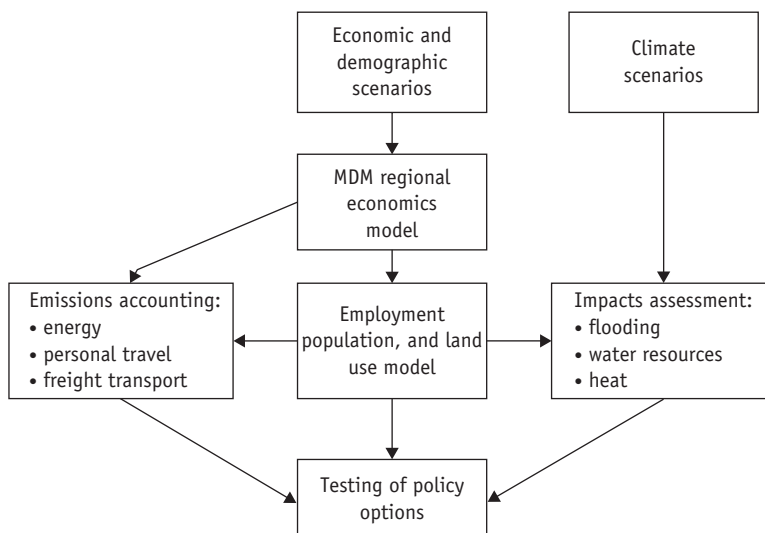 Economic and
demographic
scenarios
Climate
scenarios
MDM regional
economics
model
Emissions accounting:
• energy
• personal travel
• freight transport
Employment
population, and land
use model
Impacts assessment:
• flooding
• water resources
• heat
Testing of policy
options